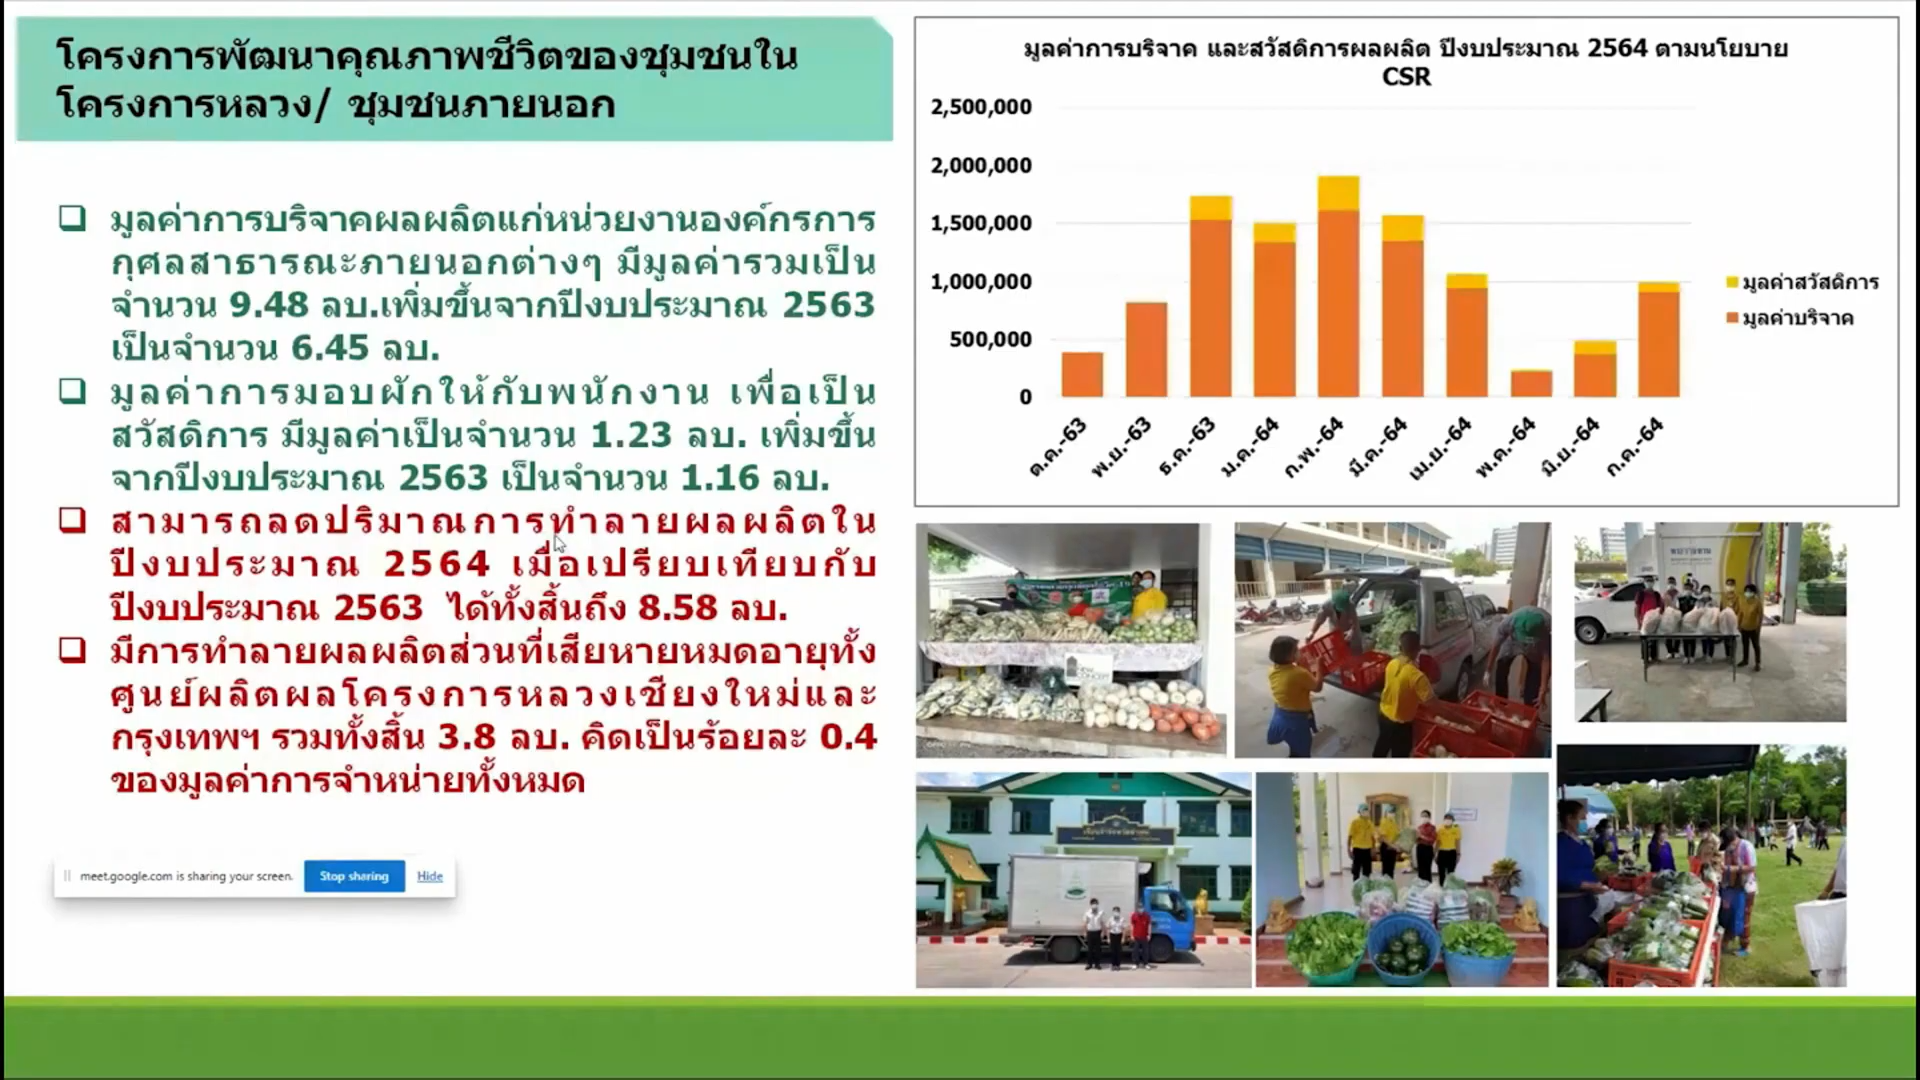 โครงการพัฒนาคุณภาพชีวิตของชุมชนใน
โครงการหลวง/ ชุมชนภายนอก
มูลค่าการบริจาคผลผลิตแก่หน่วยงานองค์กรการ
กุศลสาธารณะภายนอกต่างๆ มีมูลค่ารวมเป็น
จำนวน 9.48 ลบ.เพิ่มขึ้นจากปีงบประมาณ 2563
เป็นจำนวน 6.45 ลบ.
มูลค่าการมอบผักให้กับพนักงาน เพื่อเป็น
สวัสดิการ มีมูลค่าเป็นจำนวน 1.23 ลบ. เพิ่มขึ้น
จากปีงบประมาณ 2563 เป็นจำนวน 1.16 ลบ.
สามารถลดปริมาณการทำลายผลผลิตใน
ปีงบประมาณ 2564 เมื่อเปรียบเทียบกับ
ปีงบประมาณ 2563 ได้ทั้งสิ้นถึง 8.58 ลบ.
มีการทำลายผลผลิตส่วนที่เสียหายหมดอายุทั้ง
ศูนย์ผลิตผลโครงการหลวงเชียงใหม่และ
กรุงเทพฯ รวมทั้งสิ้น 3.8 ลบ. คิดเป็นร้อยละ 0.4
ของมูลค่าการจำหน่ายทั้งหมด
meet.google.com is sharing your screen.
Stop sharing
Hide
มูลค่าการบริจาค และสวัสดิการผลผลิต ปีงบประมาณ 2564 ตามนโยบาย
CSR
2,500,000
2,000,000
1,500,000
1,000,000
500,000
0
ต.ค.-63
พ.ย.-63
ธ.ค.-63
ม.ค.-64
ก.พ.-64
มี.ค.-64
เม.ย.-64
พ.ค.-64
มิ.ย.-64
ก.ค.-64
มูลค่าสวัสดิการ
มูลค่าบริจาค